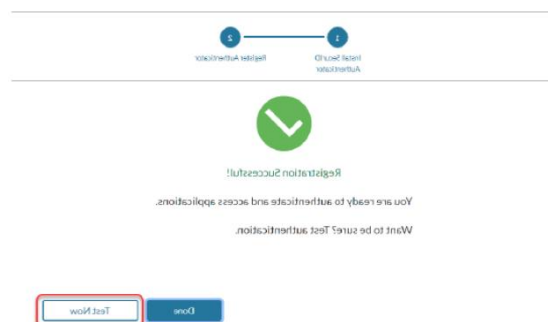 1
2
Install SecurID
Authenticator
Register Authenticator
Registration Successful!
You are ready to authenticate and access applications.
Want to be sure? Test authentication.
Done
Test Now